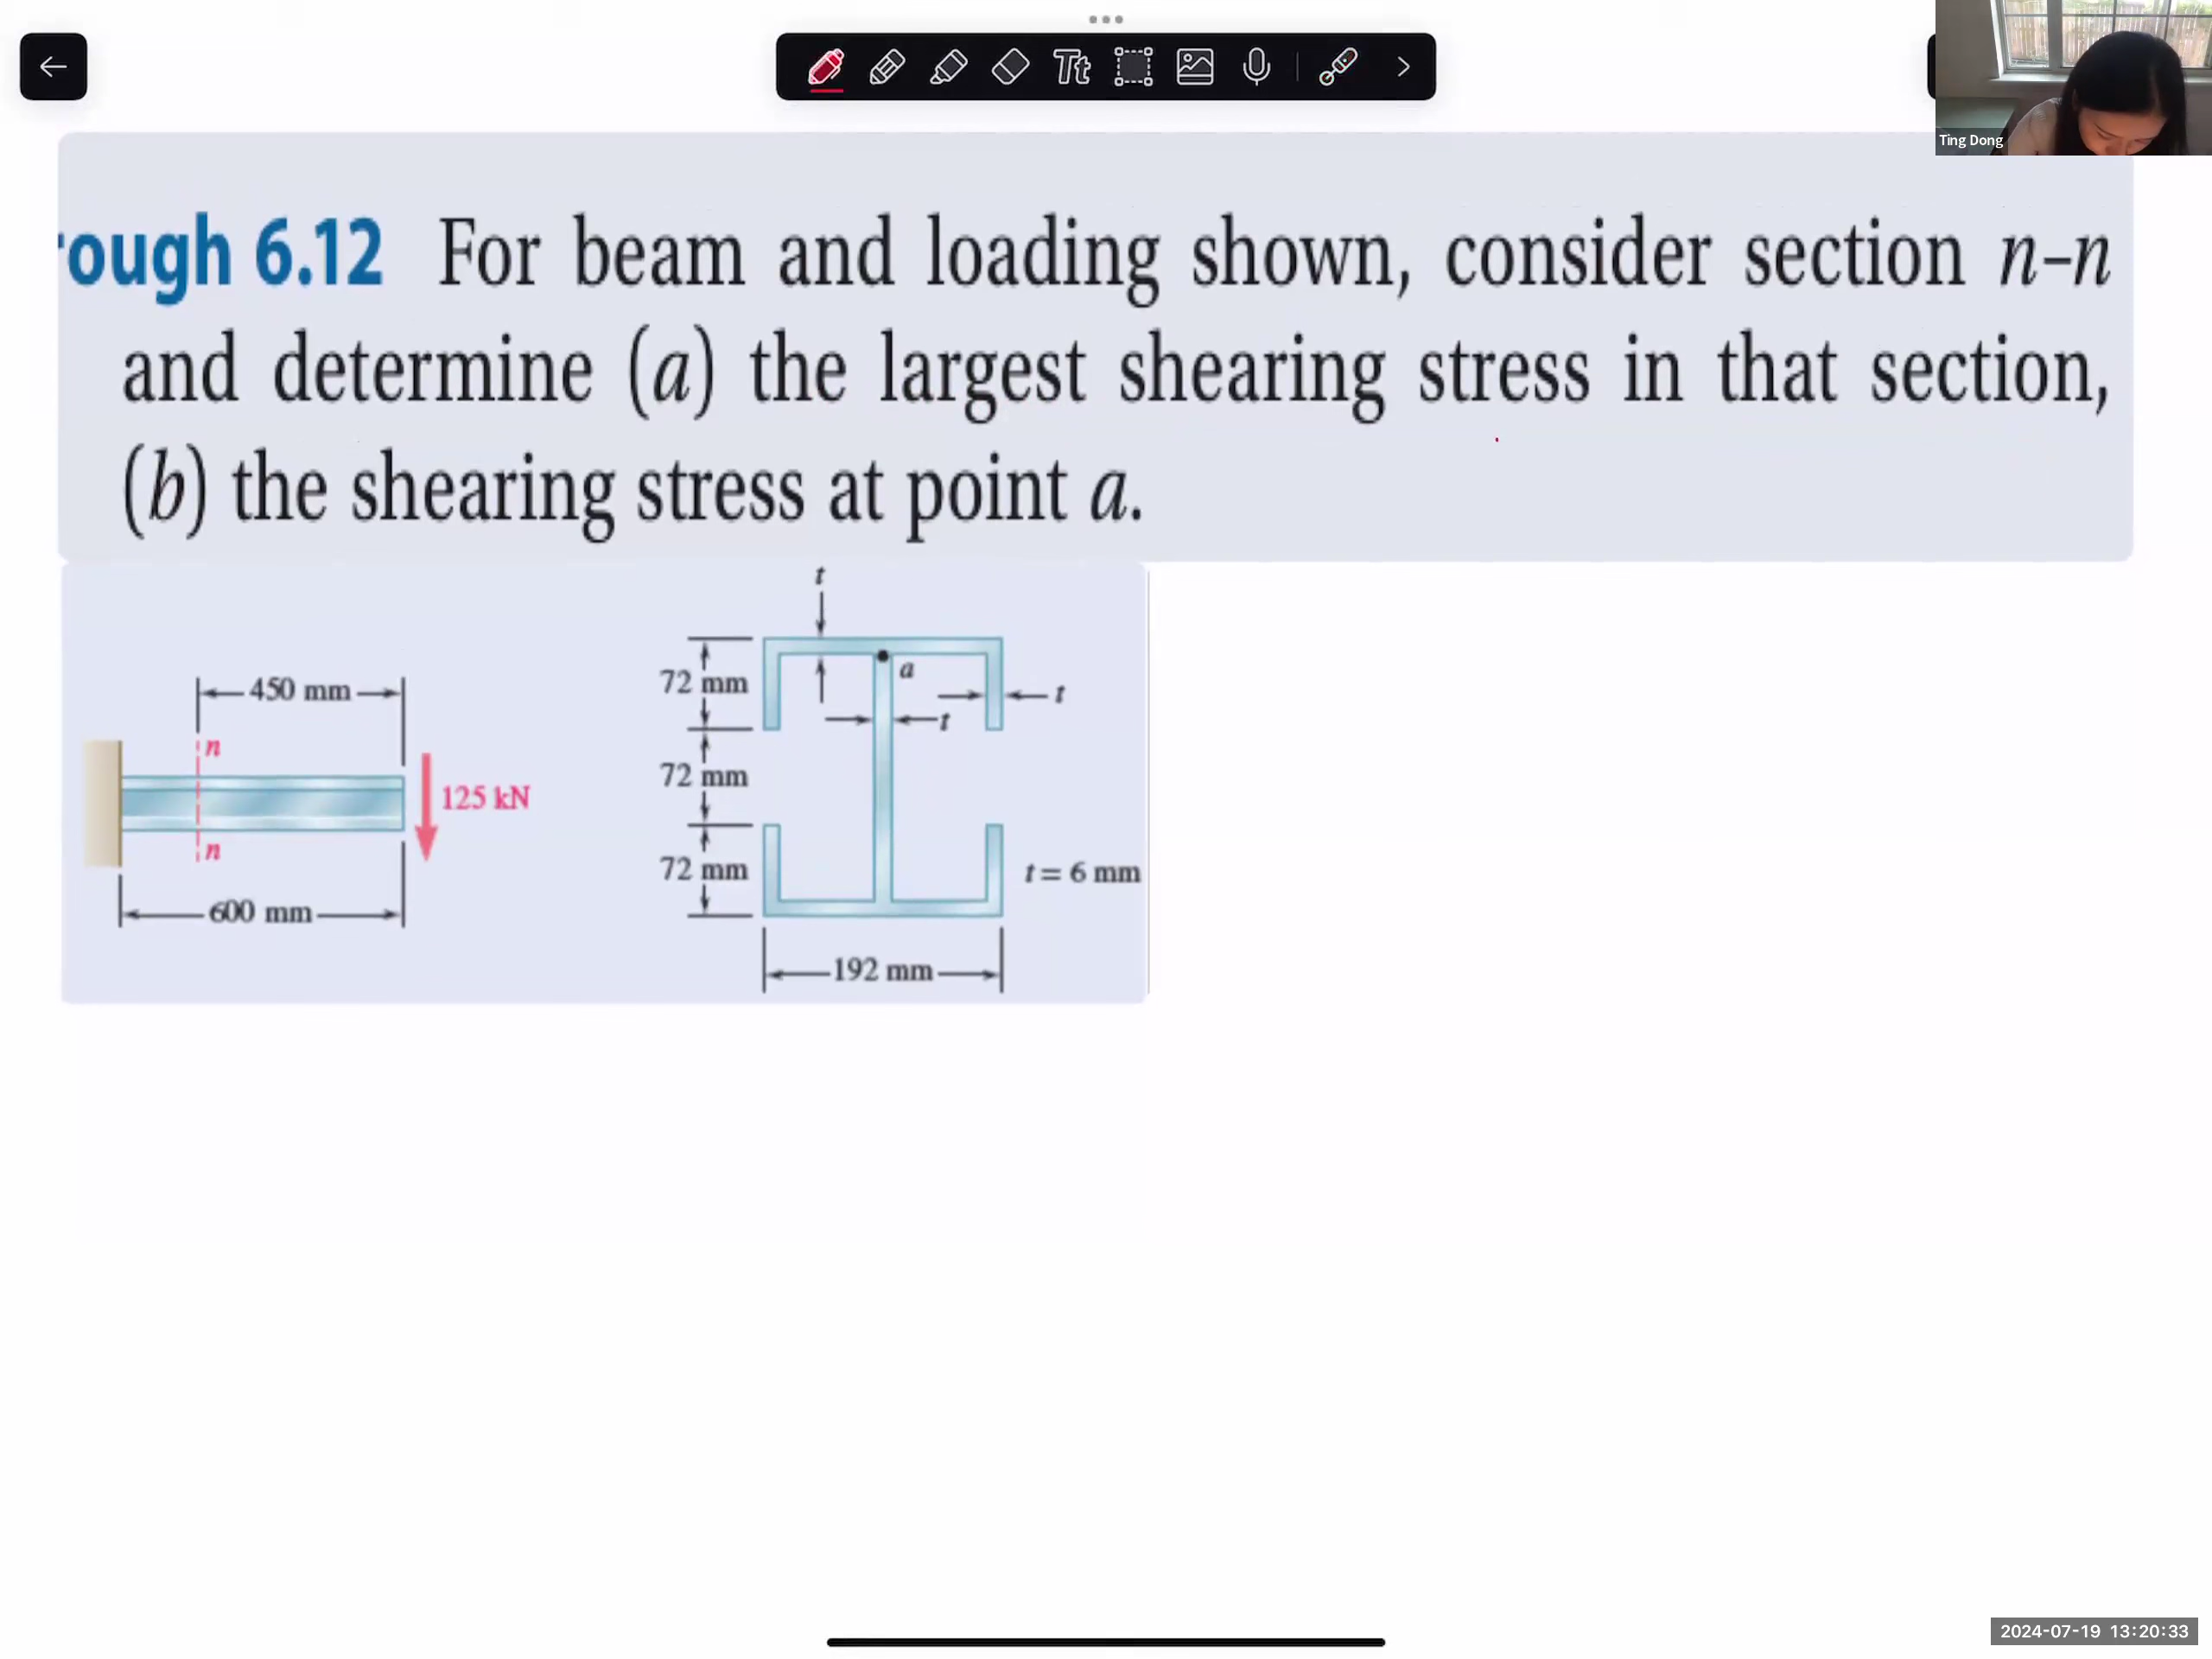 Tt
Ting Dong
rough 6.12 For beam and loading shown, consider section n–n
and determine (a) the largest shearing stress in that section,
(b) the shearing stress at point a.
450 mm
n
n
125 kN
600 mm
t
72 mm
a
t
t
72 mm
72 mm
t = 6 mm
192 mm
2024-07-19 13:20:33